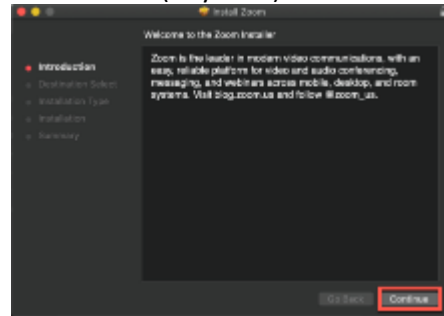 Install Zoom
Welcome to the Zoom Installer
Introduction
Destination Select
Installation Type
Installation
Summary
Zoom is the leader in modern video communications, with an
easy, reliable platform for video and audio conferencing,
messaging, and webinars across mobile, desktop, and room
systems. Visit blog.zoom.us and follow @zoom_us.
Go Back
Continue